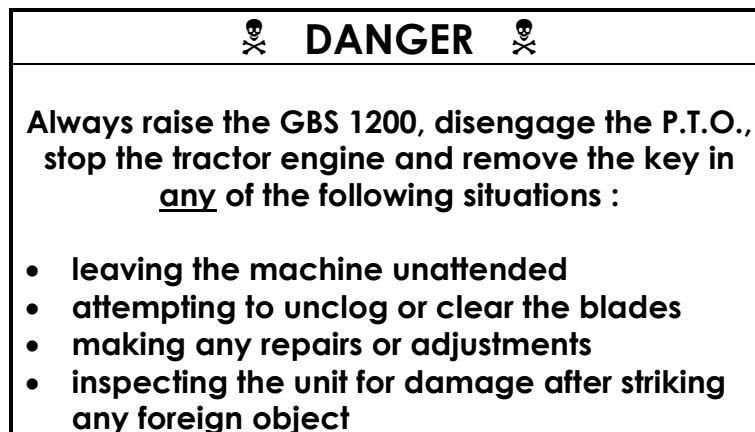 ☠ DANGER ☠
Always raise the GBS 1200, disengage the P.T.O.,
stop the tractor engine and remove the key in
any of the following situations :
• leaving the machine unattended
• attempting to unclog or clear the blades
• making any repairs or adjustments
• inspecting the unit for damage after striking
any foreign object